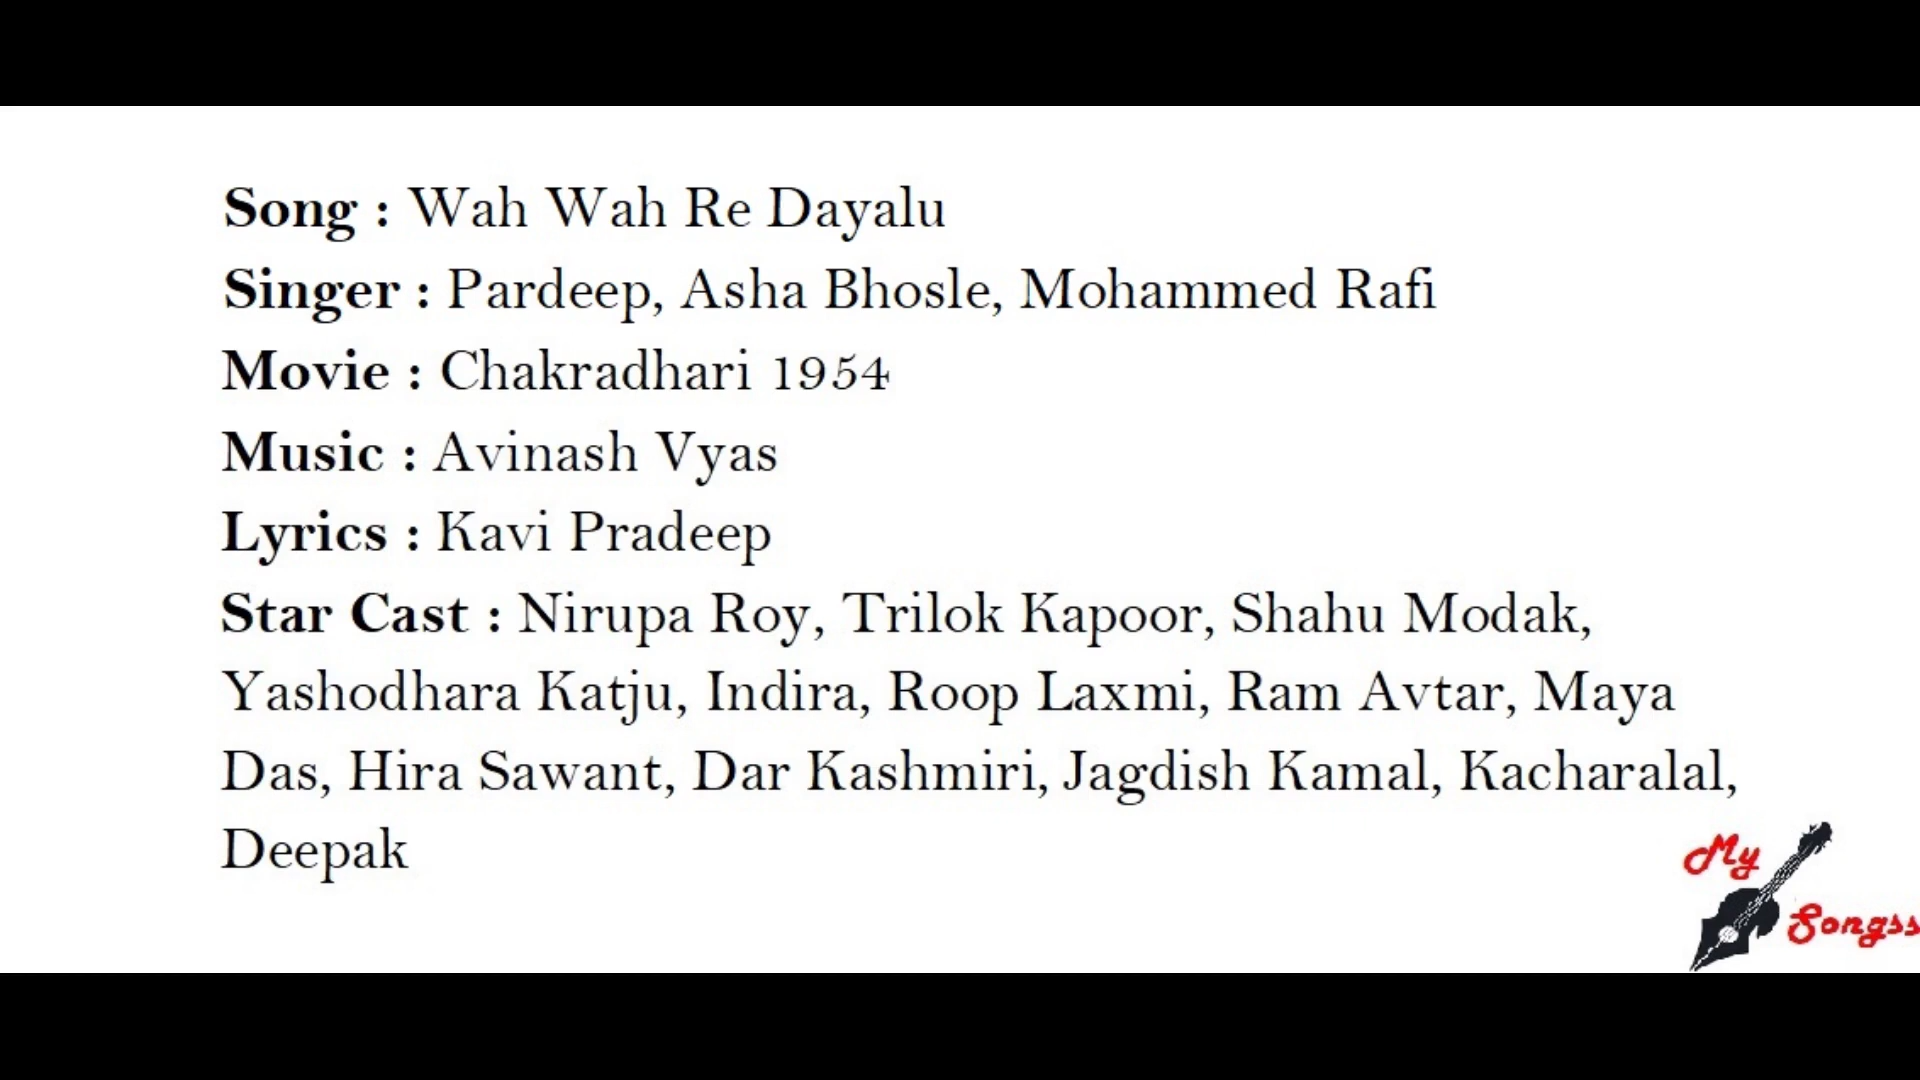 Song : Wah Wah Re Dayalu
Singer : Pardeep, Asha Bhosle, Mohammed Rafi
Movie : Chakradhari 1954
Music : Avinash Vyas
Lyrics : Kavi Pradeep
Star Cast : Nirupa Roy, Trilok Kapoor, Shahu Modak,
Yashodhara Katju, Indira, Roop Laxmi, Ram Avtar, Maya
Das, Hira Sawant, Dar Kashmiri, Jagdish Kamal, Kacharalal,
Deepak
My
Songss